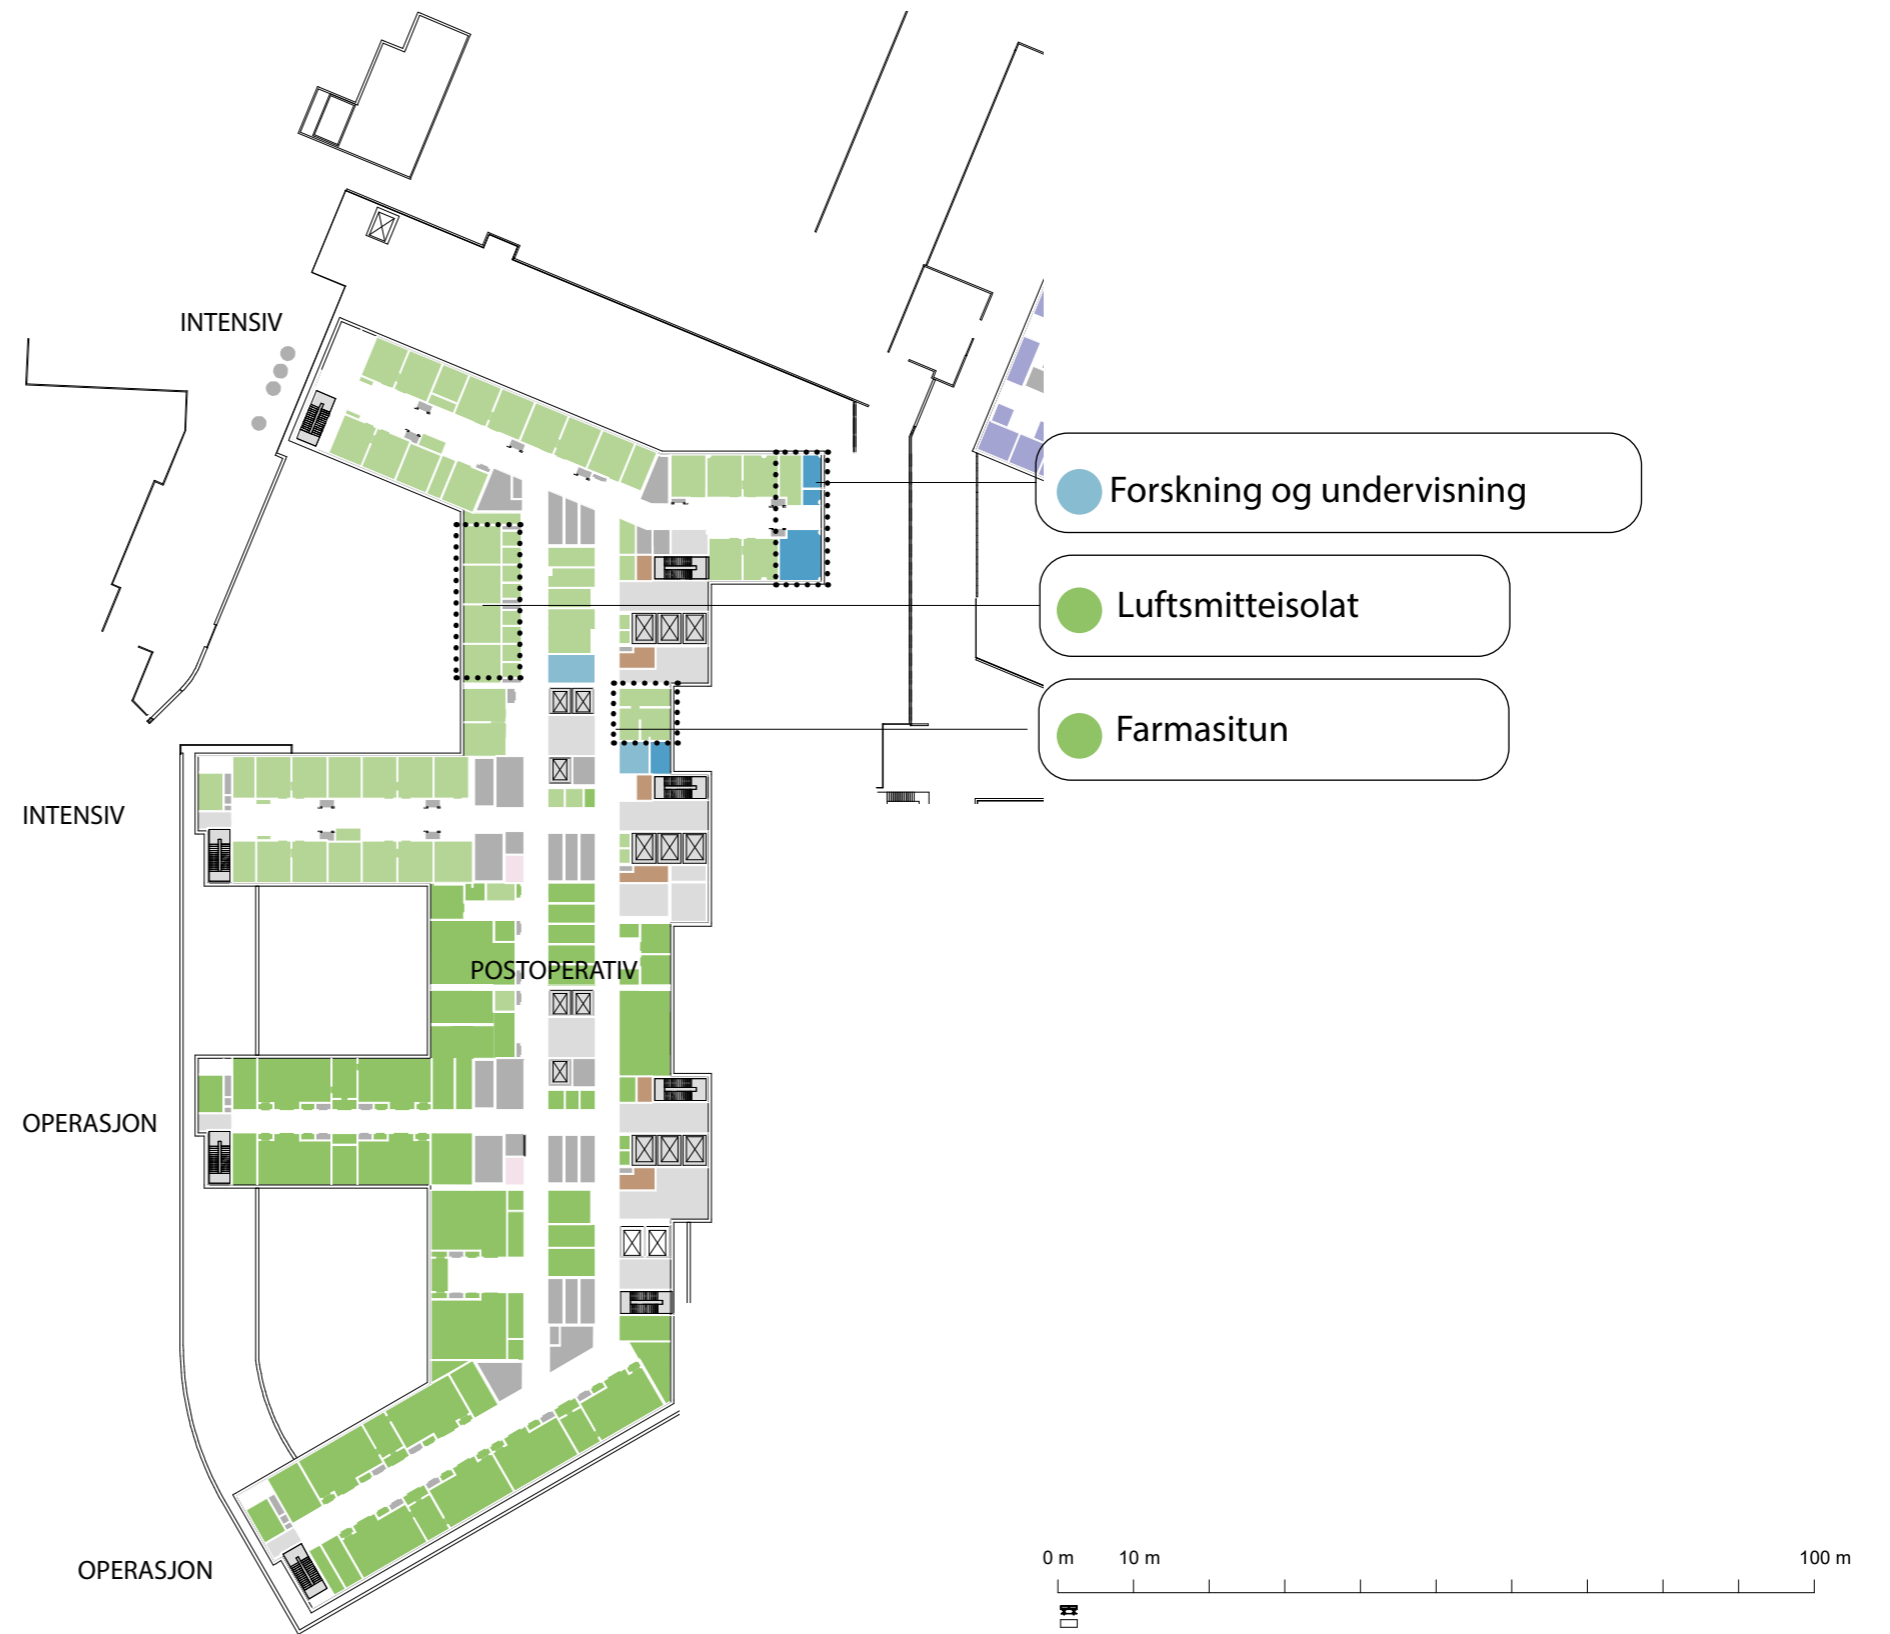 INTENSIV
Forskning og undervisning
Luftsmitteisolat
Farmasitun
INTENSIV
POSTOPERATIV
OPERASJON
OPERASJON
0 m 10 m 100 m